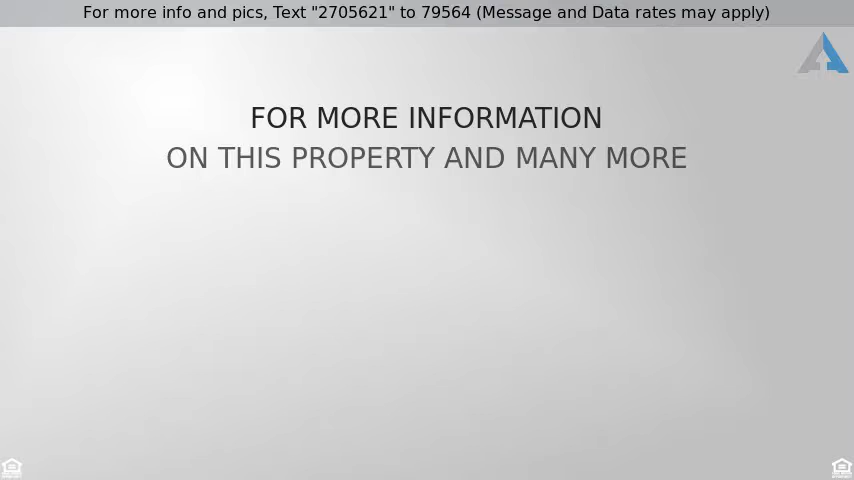 For more info and pics, Text "2705621" to 79564 (Message and Data rates may apply)
FOR MORE INFORMATION
ON THIS PROPERTY AND MANY MORE